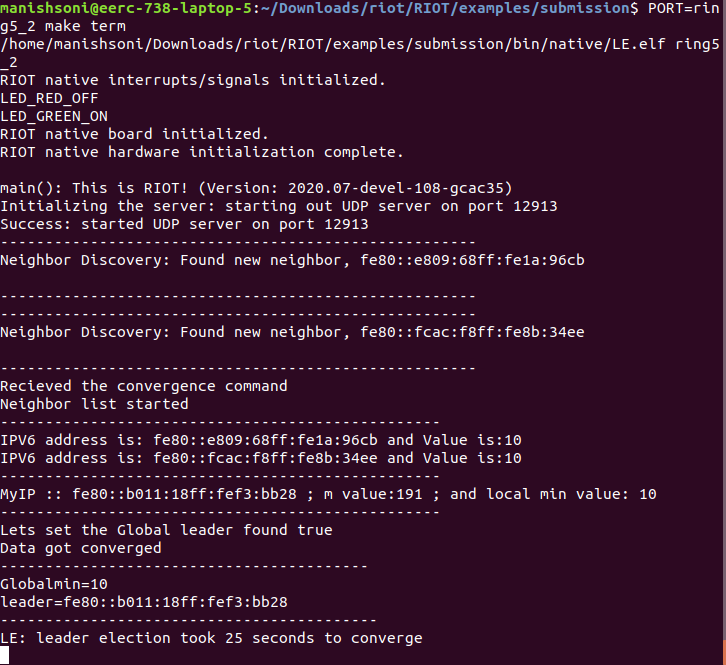 manishsoni@eerc-738-laptop-5:~/Downloads/riot/RIOT/examples/submission$ PORT=rin
g5_2 make term
/home/manishsoni/Downloads/riot/RIOT/examples/submission/bin/native/LE.elf ring5
_2
RIOT native interrupts/signals initialized.
LED_RED_OFF
LED_GREEN_ON
RIOT native board initialized.
RIOT native hardware initialization complete.

main(): This is RIOT! (Version: 2020.07-devel-108-gcac35)
Initializing the server: starting out UDP server on port 12913
Success: started UDP server on port 12913
-----------------------------------------------------
Neighbor Discovery: Found new neighbor, fe80::e809:68ff:fe1a:96cb

-----------------------------------------------------
-----------------------------------------------------
Neighbor Discovery: Found new neighbor, fe80::fcac:f8ff:fe8b:34ee

-----------------------------------------------------
Recieved the convergence command
Neighbor list started
-------------------------------------------------
IPV6 address is: fe80::e809:68ff:fe1a:96cb and Value is:10
IPV6 address is: fe80::fcac:f8ff:fe8b:34ee and Value is:10
-------------------------------------------------
MyIP :: fe80::b011:18ff:fef3:bb28 ; m value:191 ; and local min value: 10
-------------------------------------------------
Lets set the Global leader found true
Data got converged
-----------------------------------------
Globalmin=10
leader=fe80::b011:18ff:fef3:bb28
------------------------------------------
LE: leader election took 25 seconds to converge